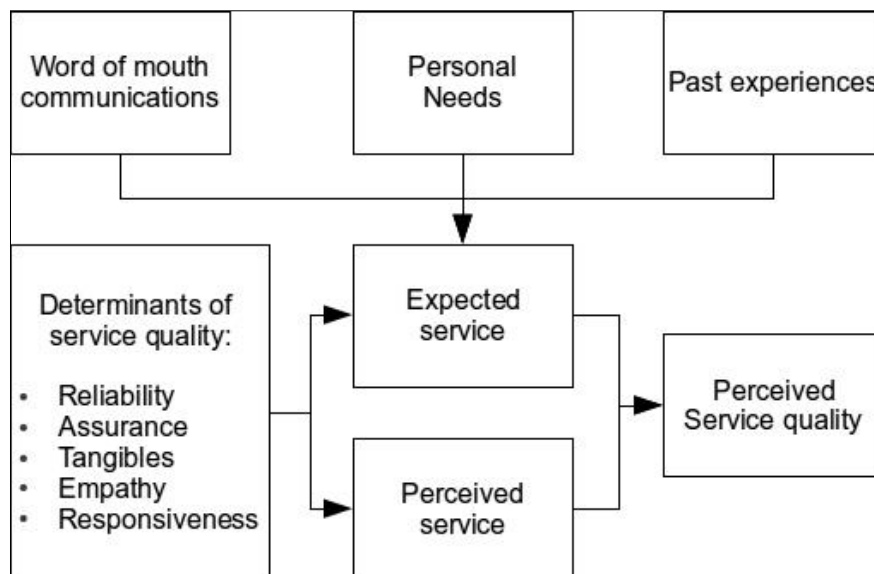 Word of mouth
communications
Personal
Needs
Past experiences
Determinants of
service quality:
• Reliability
• Assurance
• Tangibles
• Empathy
• Responsiveness
Expected
service
Perceived
service
Perceived
Service quality